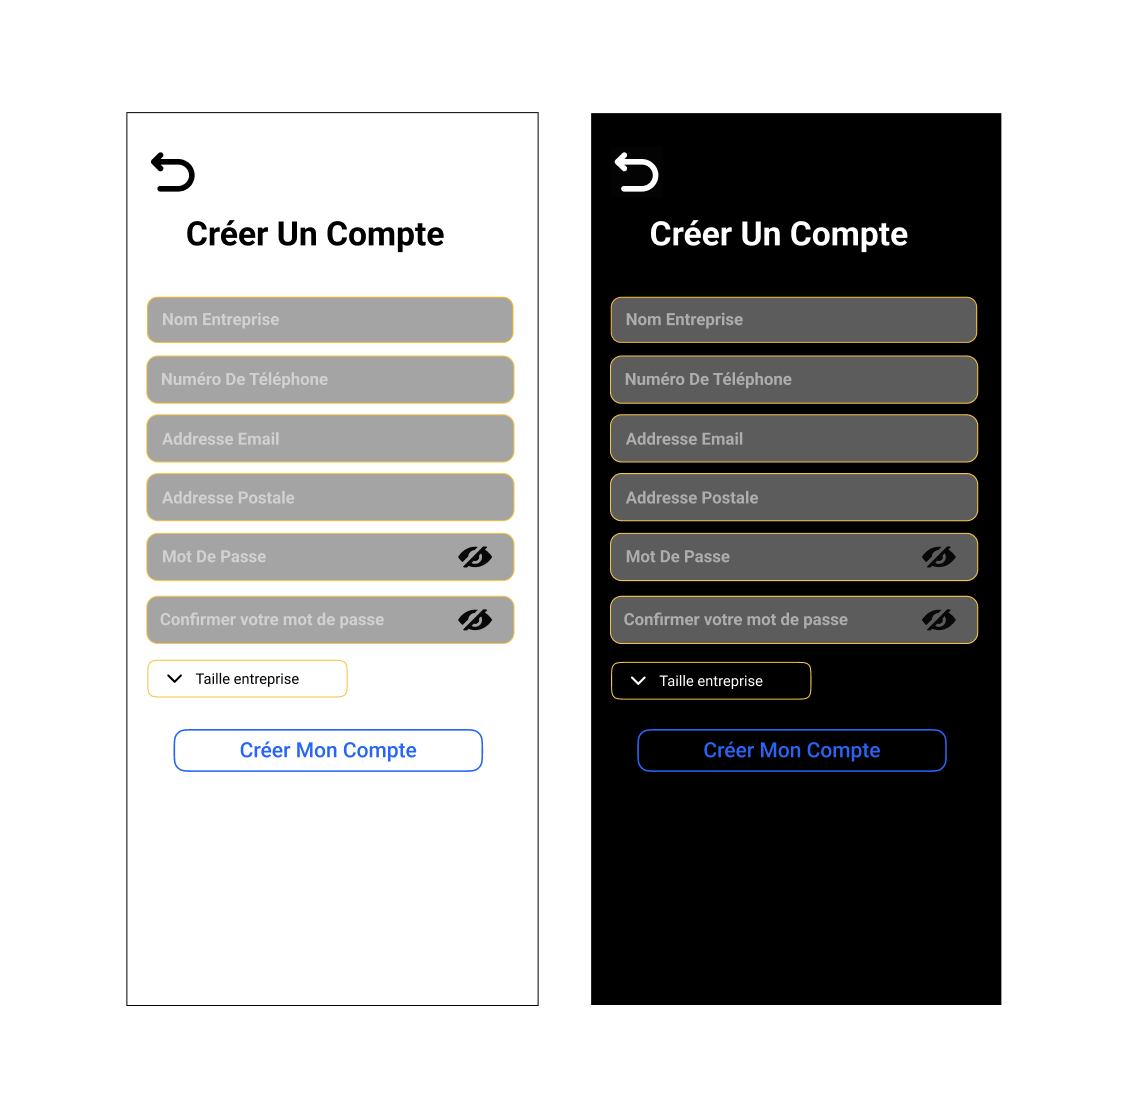 Créer Un Compte
Nom Entreprise
Numéro De Téléphone
Addresse Email
Addresse Postale
Mot De Passe
Confirmer votre mot de passe
Taille entreprise
Créer Mon Compte
Créer Un Compte
Nom Entreprise
Numéro De Téléphone
Addresse Email
Addresse Postale
Mot De Passe
Confirmer votre mot de passe
Taille entreprise
Créer Mon Compte